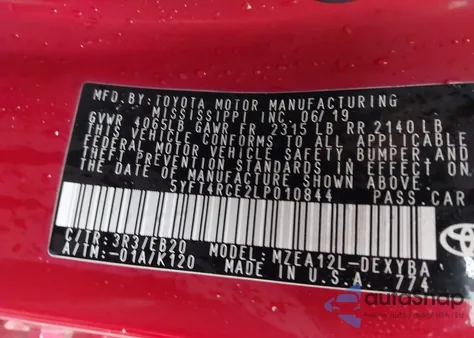 MFD. BY: TOYOTA MOTOR MANUFACTURING
MISSISSIPPI INC. 06/19
GVWR 4065LB GAWR FR 2315 LB RR 2140 LB
THIS VEHICLE CONFORMS TO ALL APPLICABLE
FEDERAL MOTOR VEHICLE SAFETY, BUMPER, AND
THEFT PREVENTION STANDARDS IN EFFECT ON
THE DATE OF MANUFACTURE SHOWN ABOVE.
5YFT4RCE2LP010844 PASS.CAR
C/TR: 3R3/EB20 MODEL: MZEA12L-DEXYBA
A/TM:-01A/K120 MADE IN U.S.A. 774
TOYOTA
autoshop